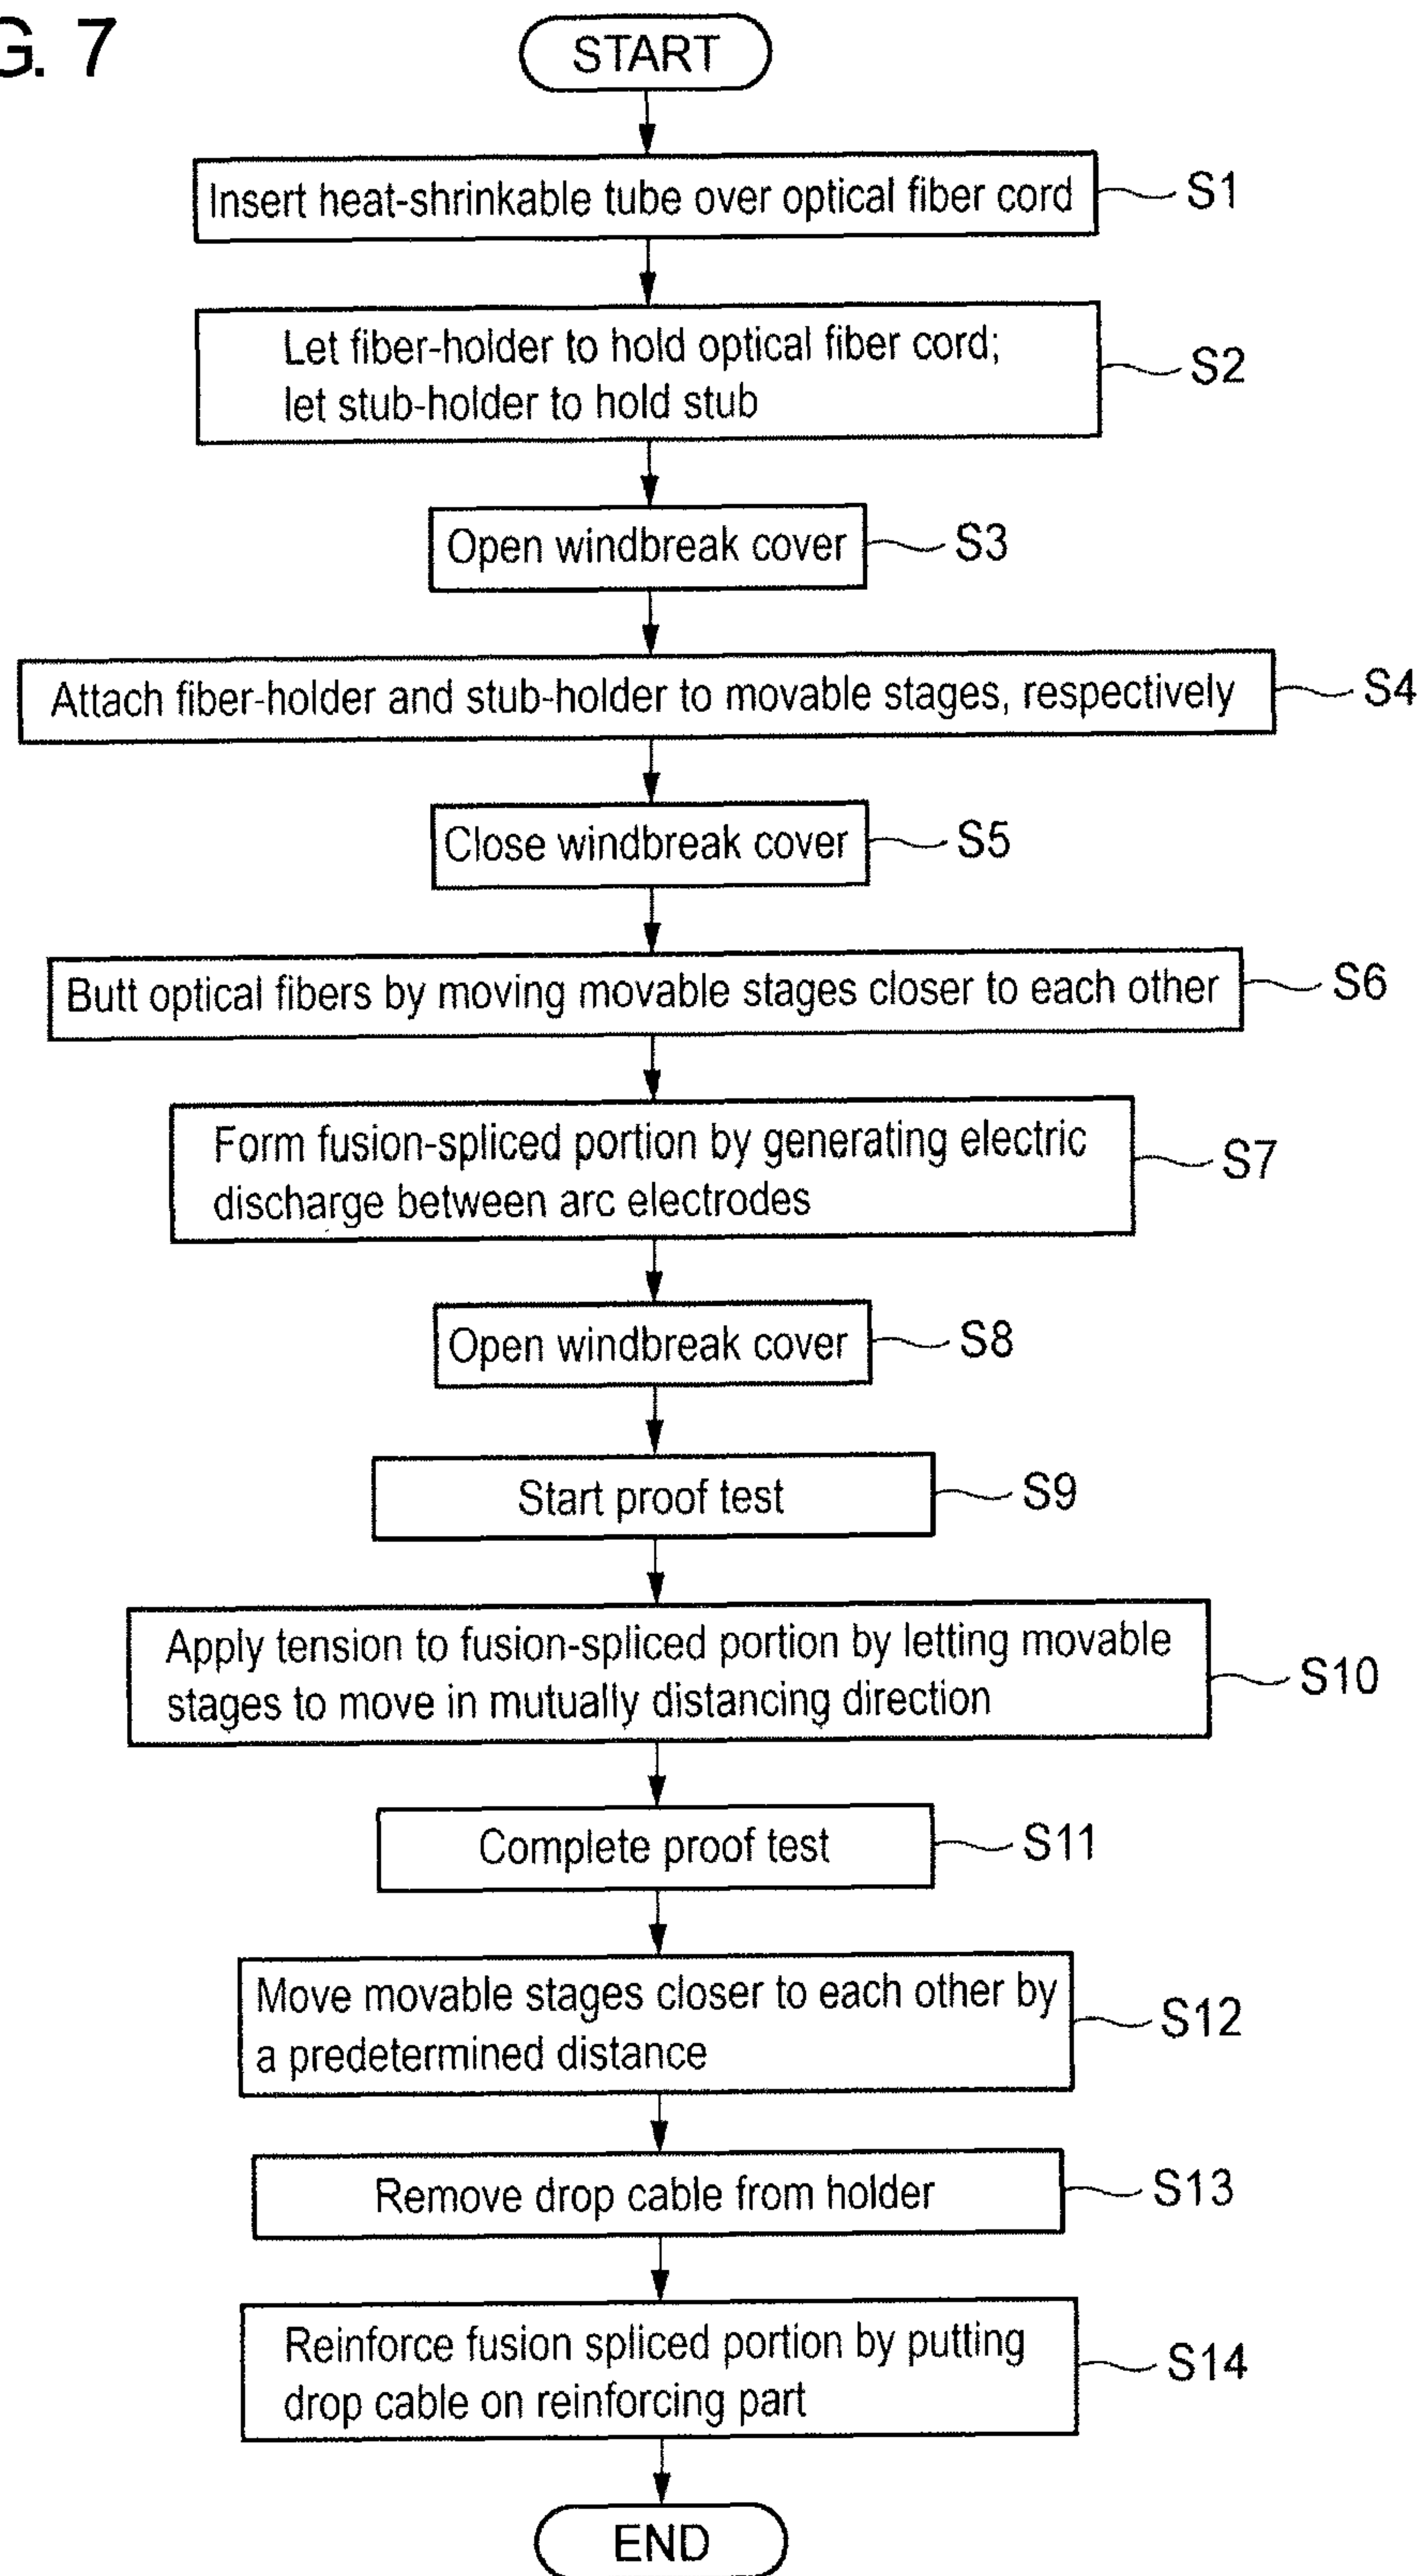 G. 7
START
Insert heat-shrinkable tube over optical fiber cord
S1
Let fiber-holder to hold optical fiber cord;
let stub-holder to hold stub
S2
Open windbreak cover
S3
Attach fiber-holder and stub-holder to movable stages, respectively
S4
Close windbreak cover
S5
Butt optical fibers by moving movable stages closer to each other
S6
Form fusion-spliced portion by generating electric
discharge between arc electrodes
S7
Open windbreak cover
S8
Start proof test
S9
Apply tension to fusion-spliced portion by letting movable
stages to move in mutually distancing direction
S10
Complete proof test
S11
Move movable stages closer to each other by
a predetermined distance
S12
Remove drop cable from holder
S13
Reinforce fusion spliced portion by putting
drop cable on reinforcing part
S14
END